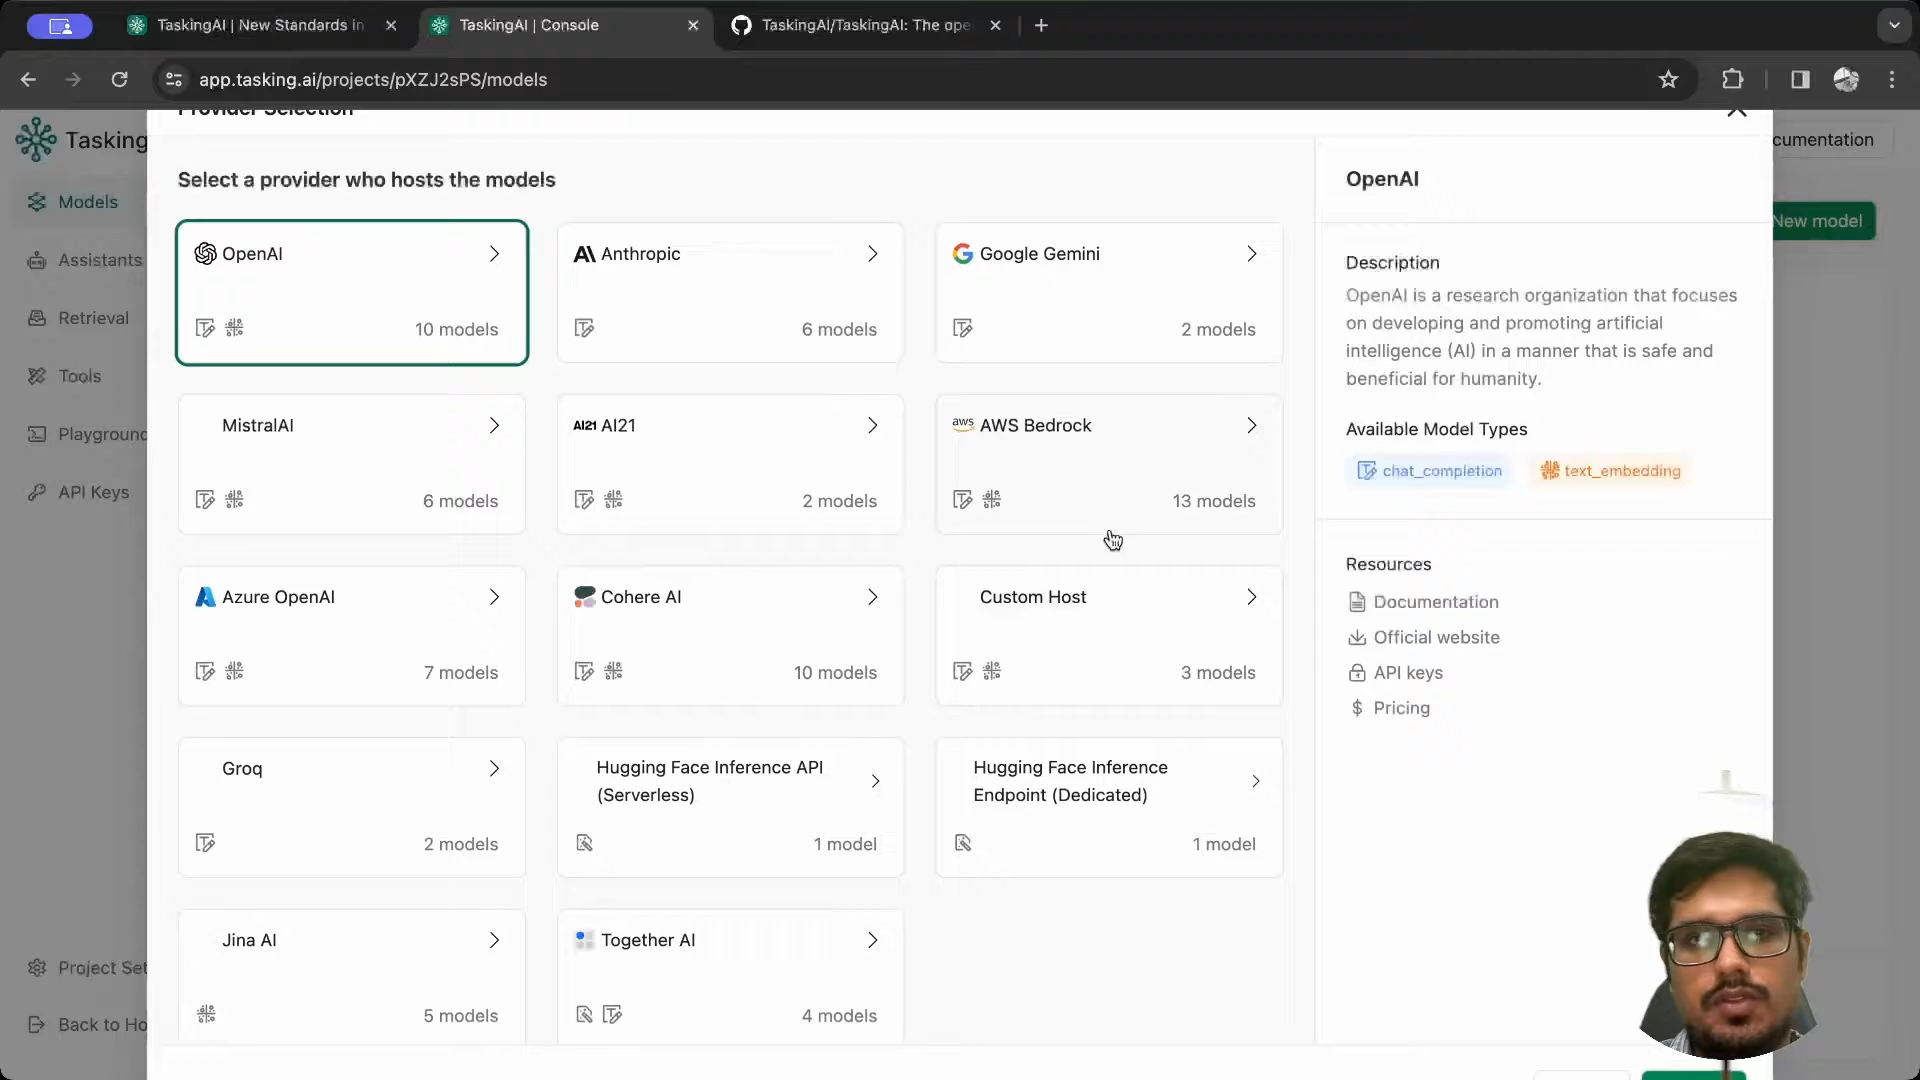 TaskingAI | New Standards in
TaskingAI | Console
TaskingAI/TaskingAI: The ope
app.tasking.ai/projects/pXZJ2sPS/models
Provider Selection
Tasking
cumentation
Models
Assistants
Retrieval
Tools
Playground
API Keys
Project Set
Back to Ho
New model
Select a provider who hosts the models
OpenAI
10 models
Anthropic
6 models
Google Gemini
2 models
MistralAI
6 models
AI21 AI21
2 models
aws AWS Bedrock
13 models
Azure OpenAI
7 models
Cohere AI
10 models
Custom Host
3 models
Groq
2 models
Hugging Face Inference API
(Serverless)
1 model
Hugging Face Inference
Endpoint (Dedicated)
1 model
Jina AI
5 models
Together AI
4 models
OpenAI
Description
OpenAI is a research organization that focuses
on developing and promoting artificial
intelligence (AI) in a manner that is safe and
beneficial for humanity.
Available Model Types
chat_completion text_embedding
Resources
Documentation
Official website
API keys
$ Pricing